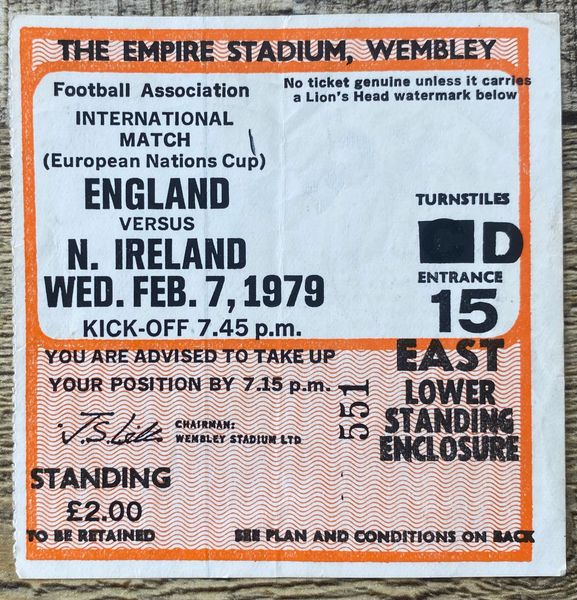 THE EMPIRE STADIUM, WEMBLEY
Football Association
No ticket genuine unless it carries
a Lion's Head watermark below
INTERNATIONAL
MATCH
(European Nations Cup)
ENGLAND
VERSUS
N. IRELAND
WED. FEB. 7, 1979
KICK-OFF 7.45 p.m.
TURNSTILES
D
ENTRANCE
15
EAST
LOWER
STANDING
ENCLOSURE
YOU ARE ADVISED TO TAKE UP
YOUR POSITION BY 7.15 p.m.
551
CHAIRMAN:
WEMBLEY STADIUM LTD
STANDING
£2.00
TO BE RETAINED
SEE PLAN AND CONDITIONS ON BACK